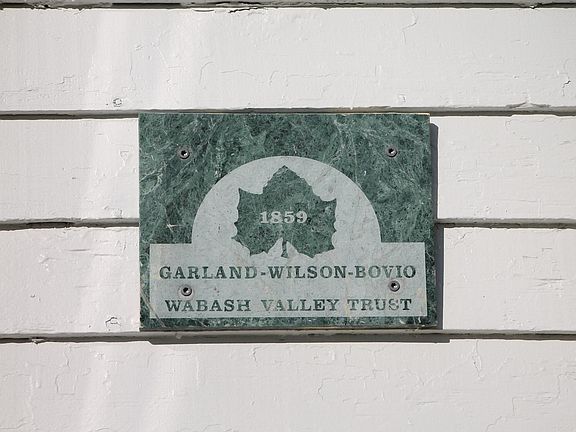 1859
GARLAND-WILSON-BOVIO
WABASH VALLEY TRUST